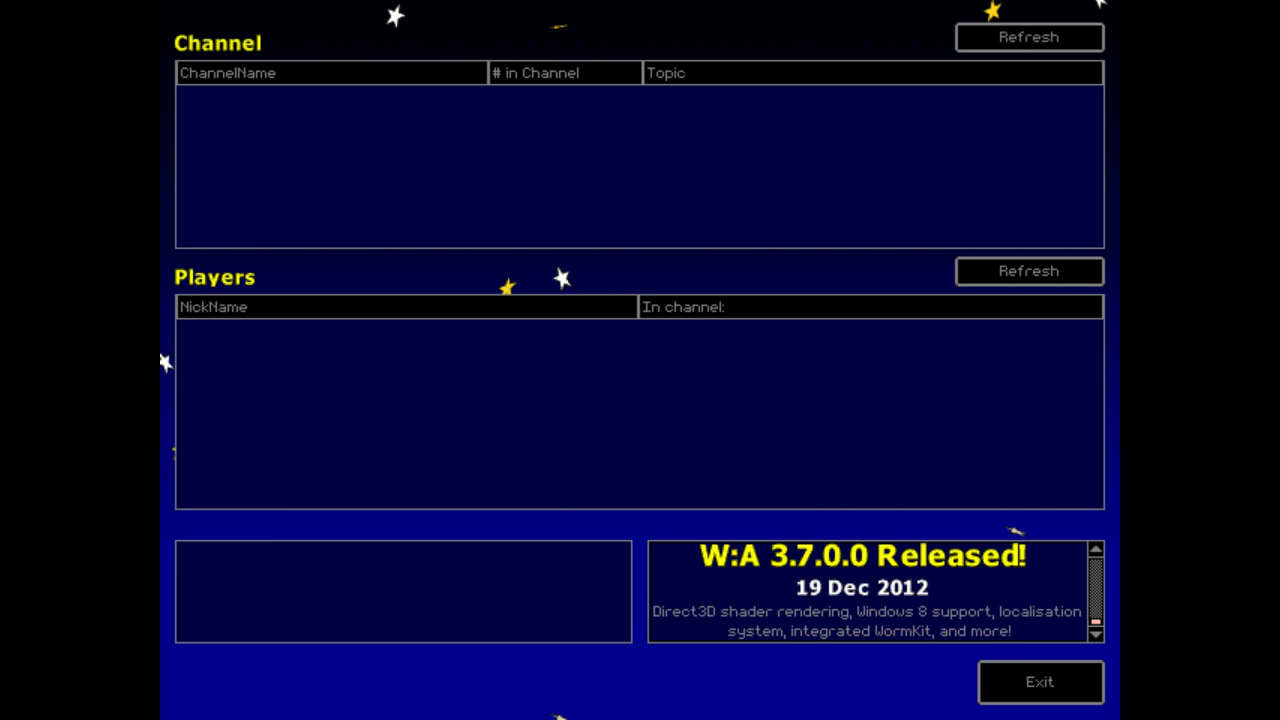 Channel
Refresh
ChannelName # in Channel Topic
Players
Refresh
NickName In channel:
W:A 3.7.0.0 Released!
19 Dec 2012
Direct3D shader rendering, Windows 8 support, localisation
system, integrated WormKit, and more!
Exit